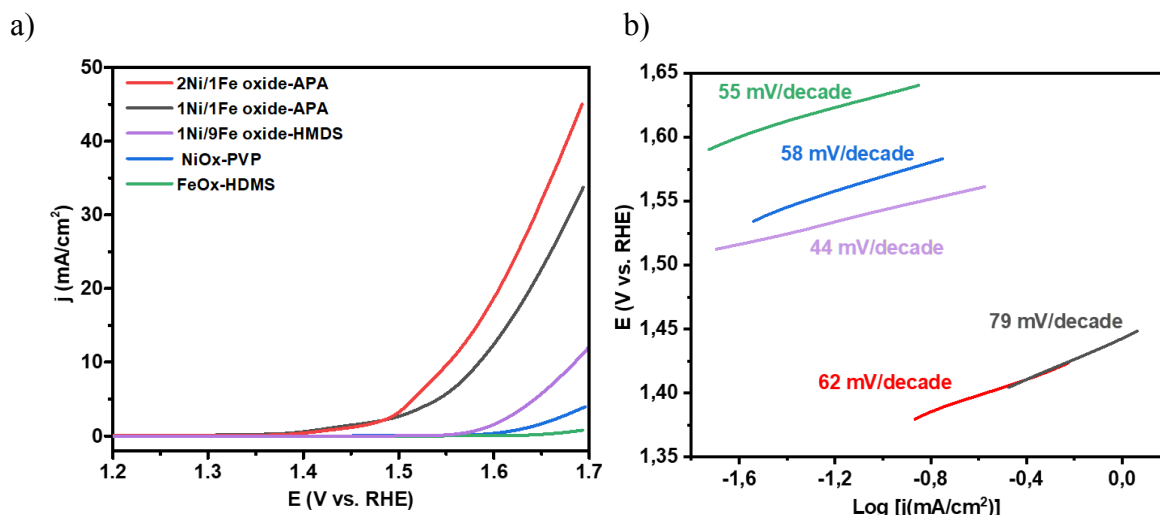 a)
50
40
30
20
10
0
j (mA/cm²)
2Ni/1Fe oxide-APA
1Ni/1Fe oxide-APA
1Ni/9Fe oxide-HMDS
NiOx-PVP
FeOx-HDMS
1.2 1.3 1.4 1.5 1.6 1.7
E (V vs. RHE)
b)
1,65
1,60
1,55
1,50
1,45
1,40
1,35
E (V vs. RHE)
55 mV/decade
58 mV/decade
44 mV/decade
79 mV/decade
62 mV/decade
-1,6 -1,2 -0,8 -0,4 0,0
Log [j(mA/cm²)]